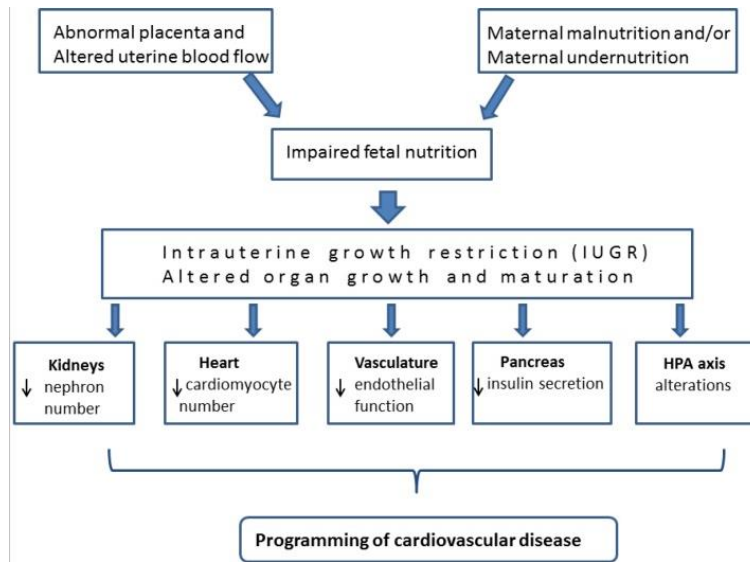 Abnormal placenta and
Altered uterine blood flow
Maternal malnutrition and/or
Maternal undernutrition
Impaired fetal nutrition
Intrauterine growth restriction (IUGR)
Altered organ growth and maturation
Kidneys
↓ nephron
number
Heart
↓ cardiomyocyte
number
Vasculature
↓ endothelial
function
Pancreas
↓ insulin secretion
HPA axis
alterations
Programming of cardiovascular disease